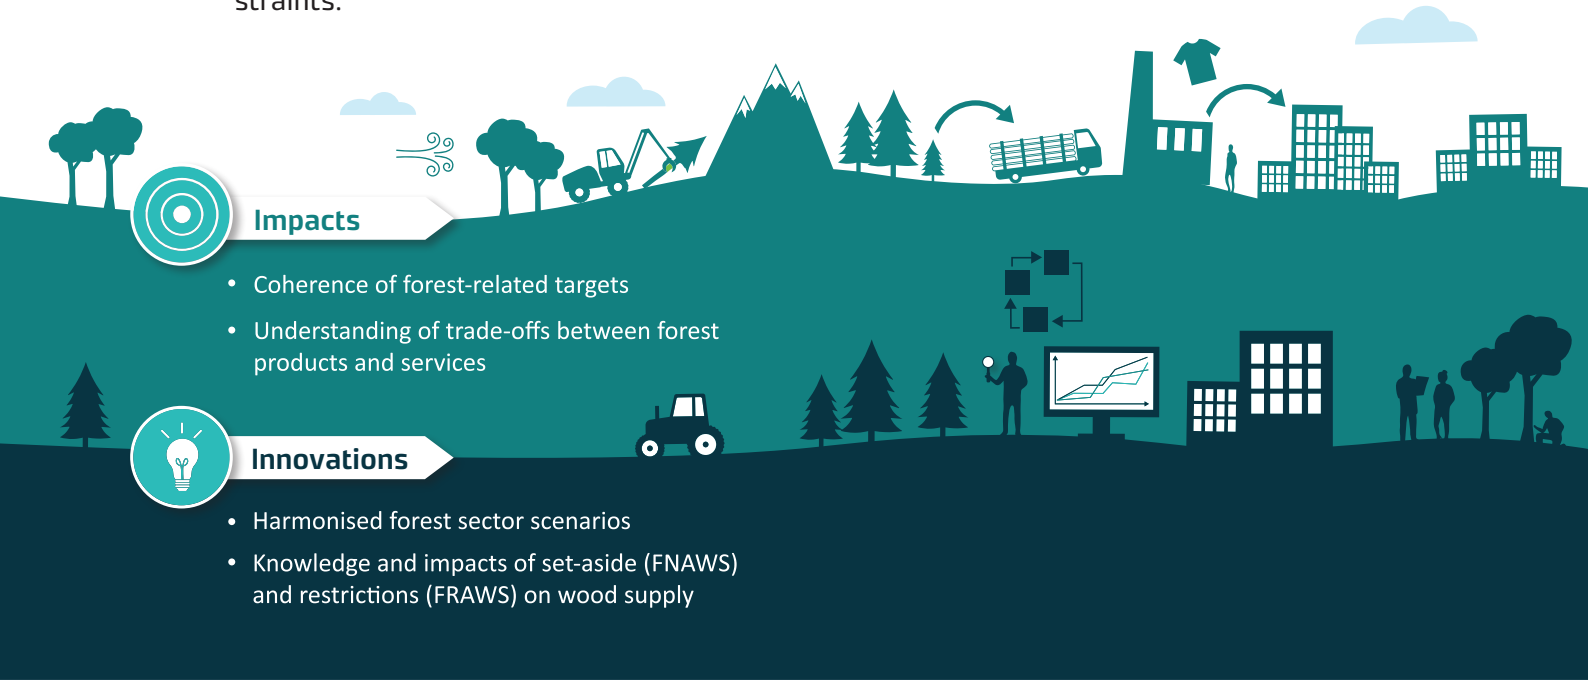 straints.
Impacts
• Coherence of forest-related targets
• Understanding of trade-offs between forest
products and services
Innovations
• Harmonised forest sector scenarios
• Knowledge and impacts of set-aside (FNAWS)
and restrictions (FRAWS) on wood supply